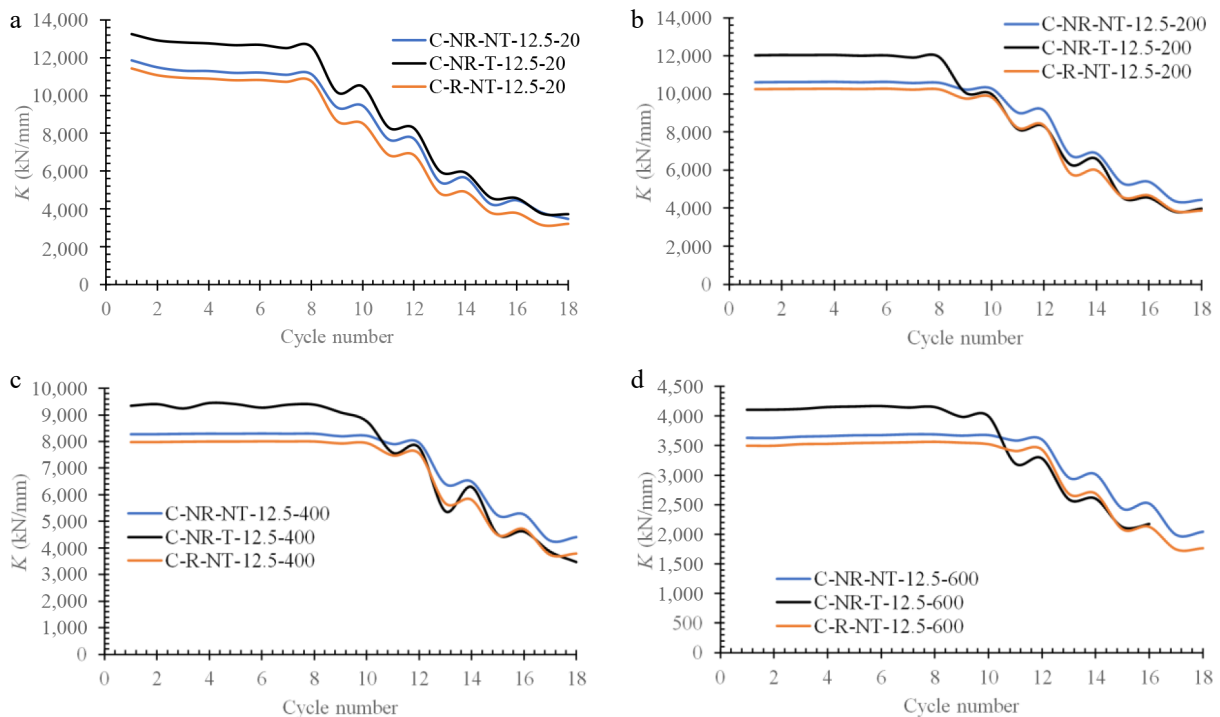 a
14,000
12,000
10,000
8,000
6,000
4,000
2,000
0
K (kN/mm)
C-NR-NT-12.5-20
C-NR-T-12.5-20
C-R-NT-12.5-20
0 2 4 6 8 10 12 14 16 18
Cycle number
b
14,000
12,000
10,000
8,000
6,000
4,000
2,000
0
K (kN/mm)
C-NR-NT-12.5-200
C-NR-T-12.5-200
C-R-NT-12.5-200
0 2 4 6 8 10 12 14 16 18
Cycle number
c
10,000
9,000
8,000
7,000
6,000
5,000
4,000
3,000
2,000
1,000
0
K (kN/mm)
C-NR-NT-12.5-400
C-NR-T-12.5-400
C-R-NT-12.5-400
0 2 4 6 8 10 12 14 16 18
Cycle number
d
4,500
4,000
3,500
3,000
2,500
2,000
1,500
1,000
500
0
K (kN/mm)
C-NR-NT-12.5-600
C-NR-T-12.5-600
C-R-NT-12.5-600
0 2 4 6 8 10 12 14 16 18
Cycle number